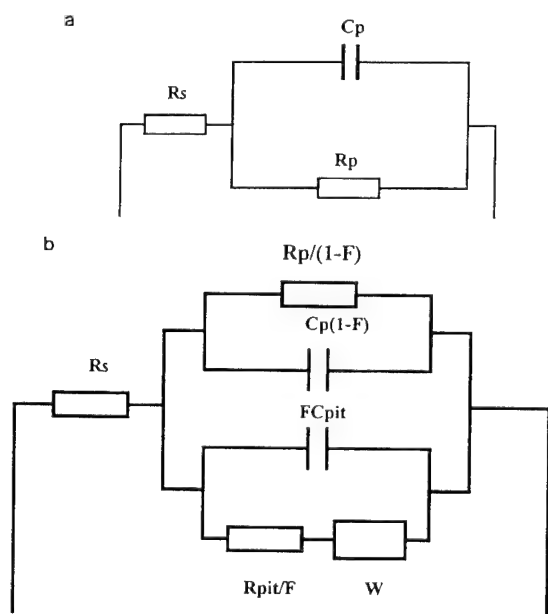 a
Cp
Rs
Rp
b
Rp/(1-F)
Cp(1-F)
Rs
FCpit
Rpit/F
W